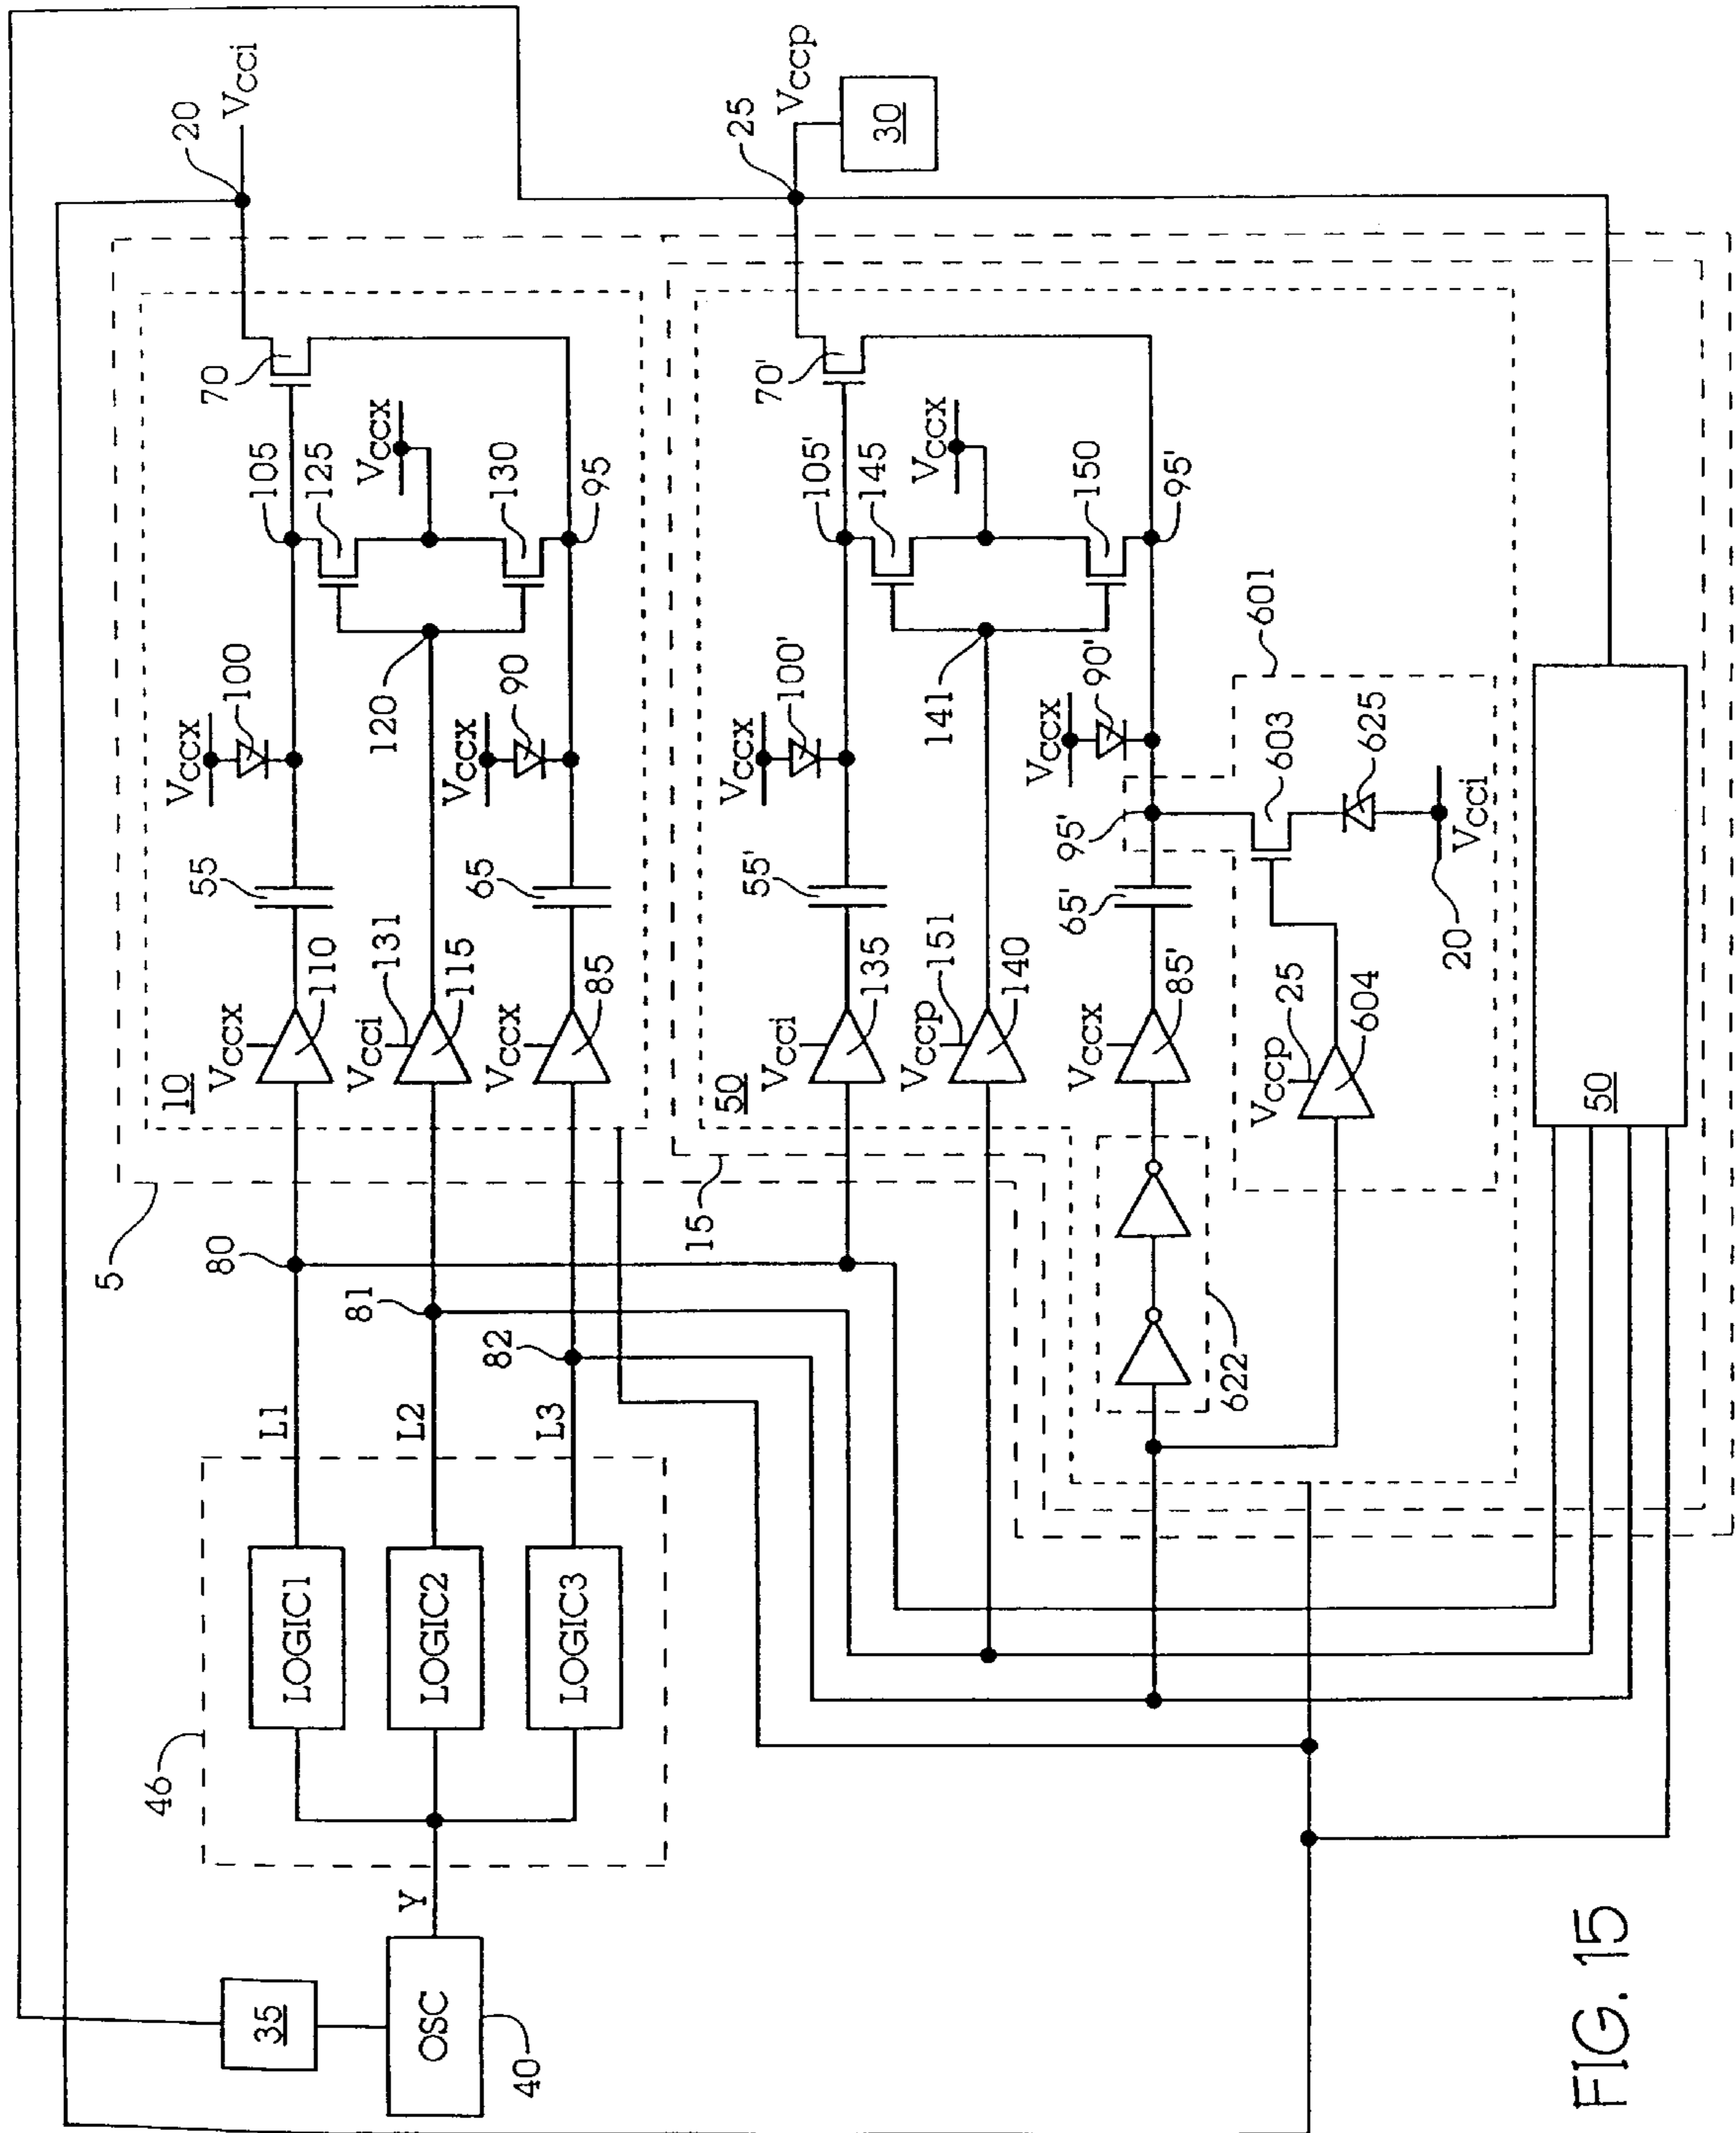 5
46
35
OSC
40
Y
LOGIC1
LOGIC2
LOGIC3
L1
L2
L3
80
81
82
10
VCCX
110
55
VCCX
100
105
125
70
20
Vcci
Vcci
131
115
120
VCCX
130
VCCX
85
65
VCCX
90
95
15
50
Vcci
135
55'
VCCX
100'
105'
145
70'
25
Vccp
30
Vccp
151
140
141
VCCX
150
622
VCCX
85'
65'
95'
VCCX
90'
95'
601
Vccp
25
604
603
625
20
Vcci
50
FIG. 15